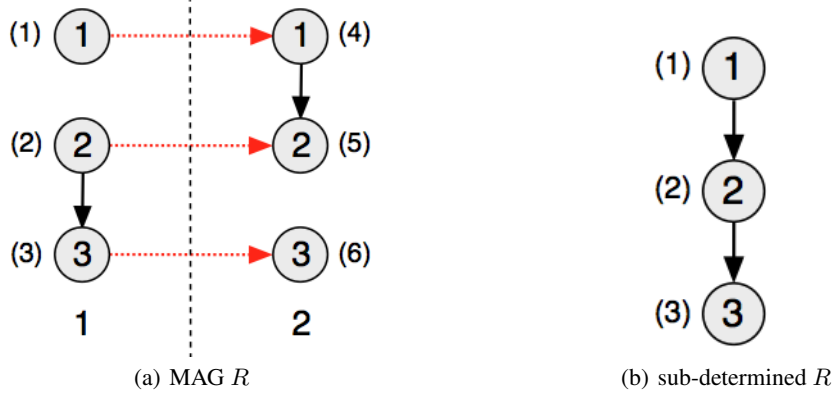 (1) 1 1 (4)
(2) 2 2 (5)
(3) 3 3 (6)
1 2
(a) MAG R
(1) 1
(2) 2
(3) 3
(b) sub-determined R